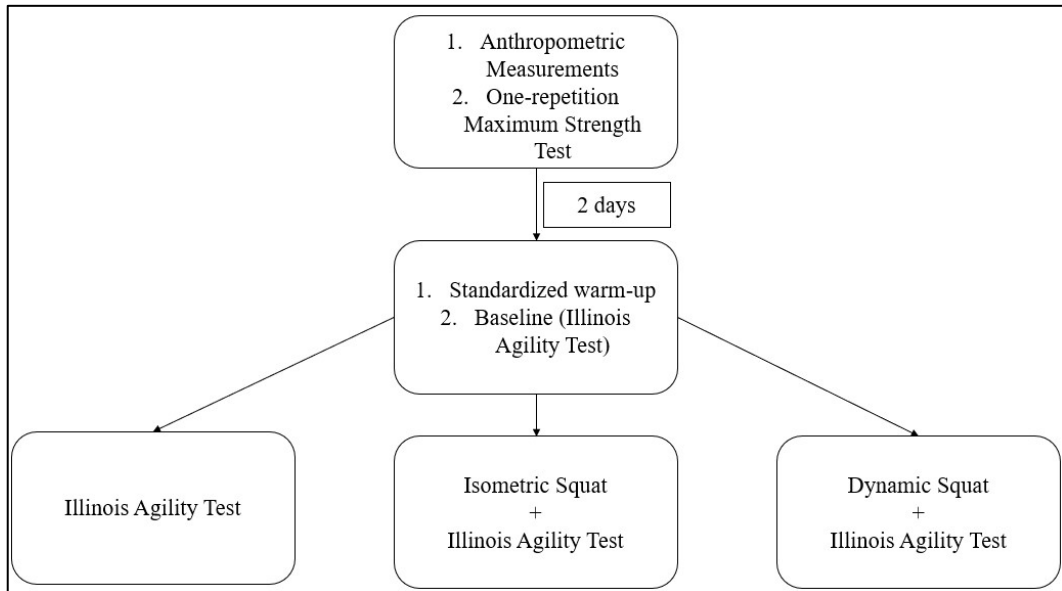 1. Anthropometric
Measurements
2. One-repetition
Maximum Strength
Test
2 days
1. Standardized warm-up
2. Baseline (Illinois
Agility Test)
Illinois Agility Test
Isometric Squat
+
Illinois Agility Test
Dynamic Squat
+
Illinois Agility Test